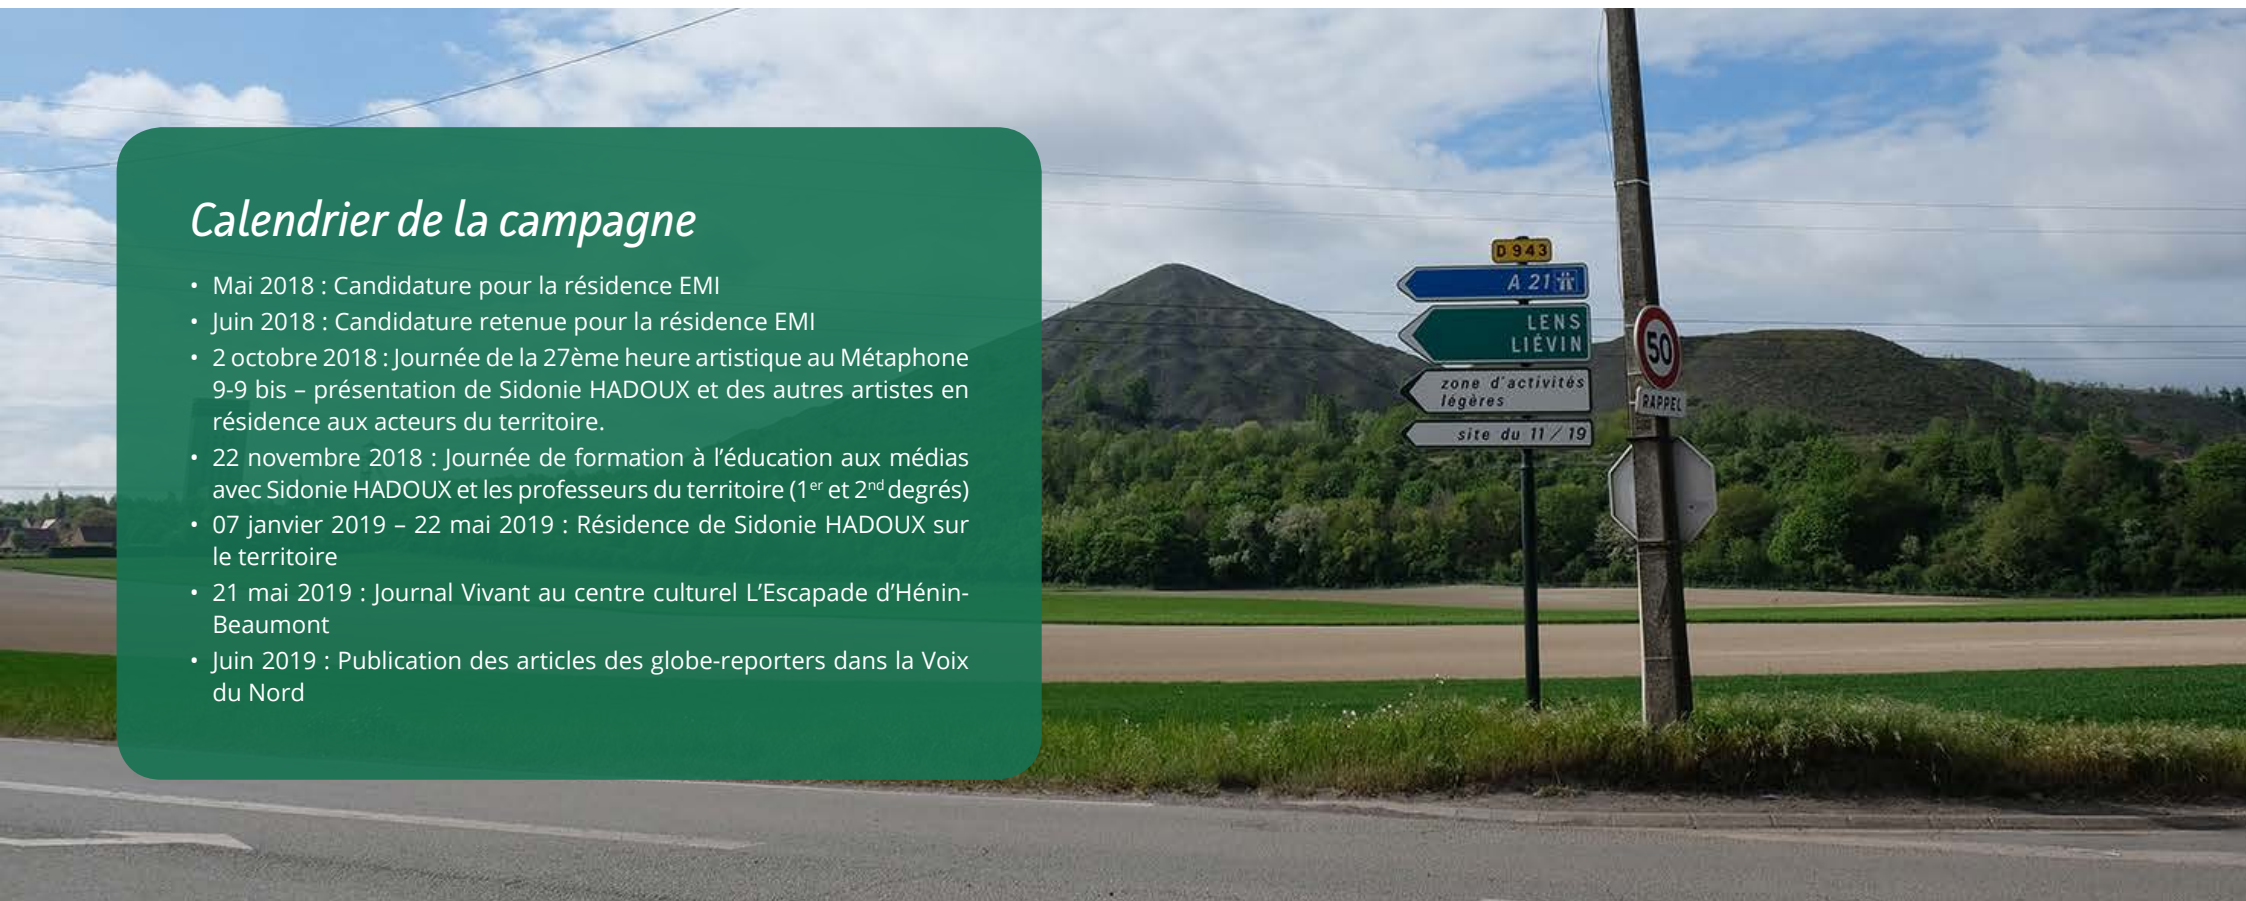 Calendrier de la campagne
• Mai 2018 : Candidature pour la résidence EMI
• Juin 2018 : Candidature retenue pour la résidence EMI
• 2 octobre 2018 : Journée de la 27ème heure artistique au Métaphone
9-9 bis – présentation de Sidonie HADOUX et des autres artistes en
résidence aux acteurs du territoire.
• 22 novembre 2018 : Journée de formation à l'éducation aux médias
avec Sidonie HADOUX et les professeurs du territoire (1er et 2nd degrés)
• 07 janvier 2019 – 22 mai 2019 : Résidence de Sidonie HADOUX sur
le territoire
• 21 mai 2019 : Journal Vivant au centre culturel L'Escapade d'Hénin-
Beaumont
• Juin 2019 : Publication des articles des globe-reporters dans la Voix
du Nord
D 943
A 21
LENS
LIÉVIN
zone d'activités
légères
site du 11/19
50
RAPPEL